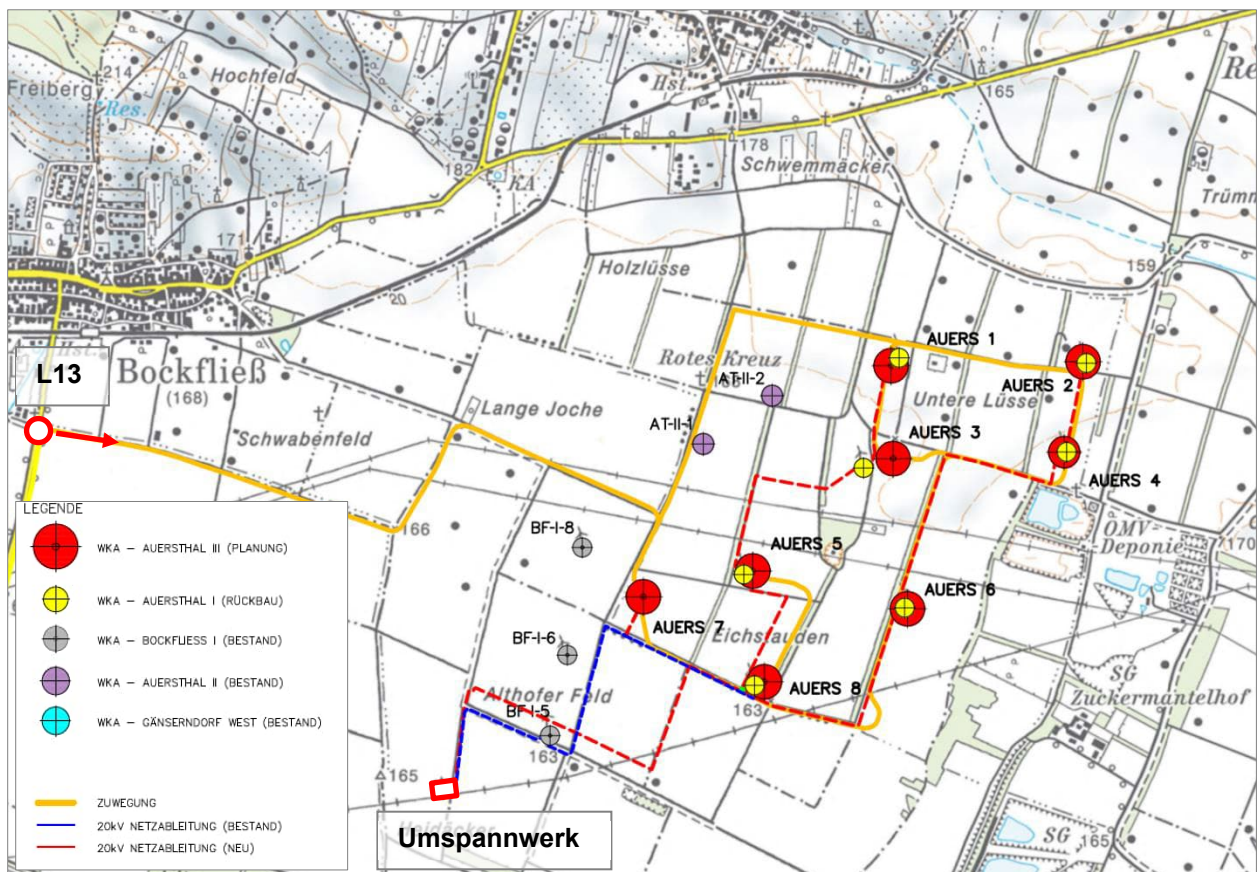 214
Freiberg
Hochfeld
Res.
Hst.
165
Re
178
Schwemmäcker
182
KA
Trümm
171
Holzlüsse
159
20
AUERS 1
Rotes Kreuz
AT-II-2
AUERS 2
L13
Bockfließ
(168)
Untere Lüsse
Lange Joche
AT-II-1
AUERS 3
Schwabenfeld
AUERS 4
LEGENDE
166
BF-I-8
AUERS 5
OMV-
Deponie
170
WKA – AUERSTHAL III (PLANUNG)
WKA – AUERSTHAL I (RÜCKBAU)
AUERS 6
AUERS 7
Eichstauden
WKA – BOCKFLIESS I (BESTAND)
BF-I-6
SG
Zuckermantelhof
WKA – AUERSTHAL II (BESTAND)
Althofer Feld
AUERS 8
BF-I-5
163
WKA – GÄNSERNDORF WEST (BESTAND)
163
165
ZUWEGUNG
20kV NETZABLEITUNG (BESTAND)
20kV NETZABLEITUNG (NEU)
Umspannwerk
SG
165